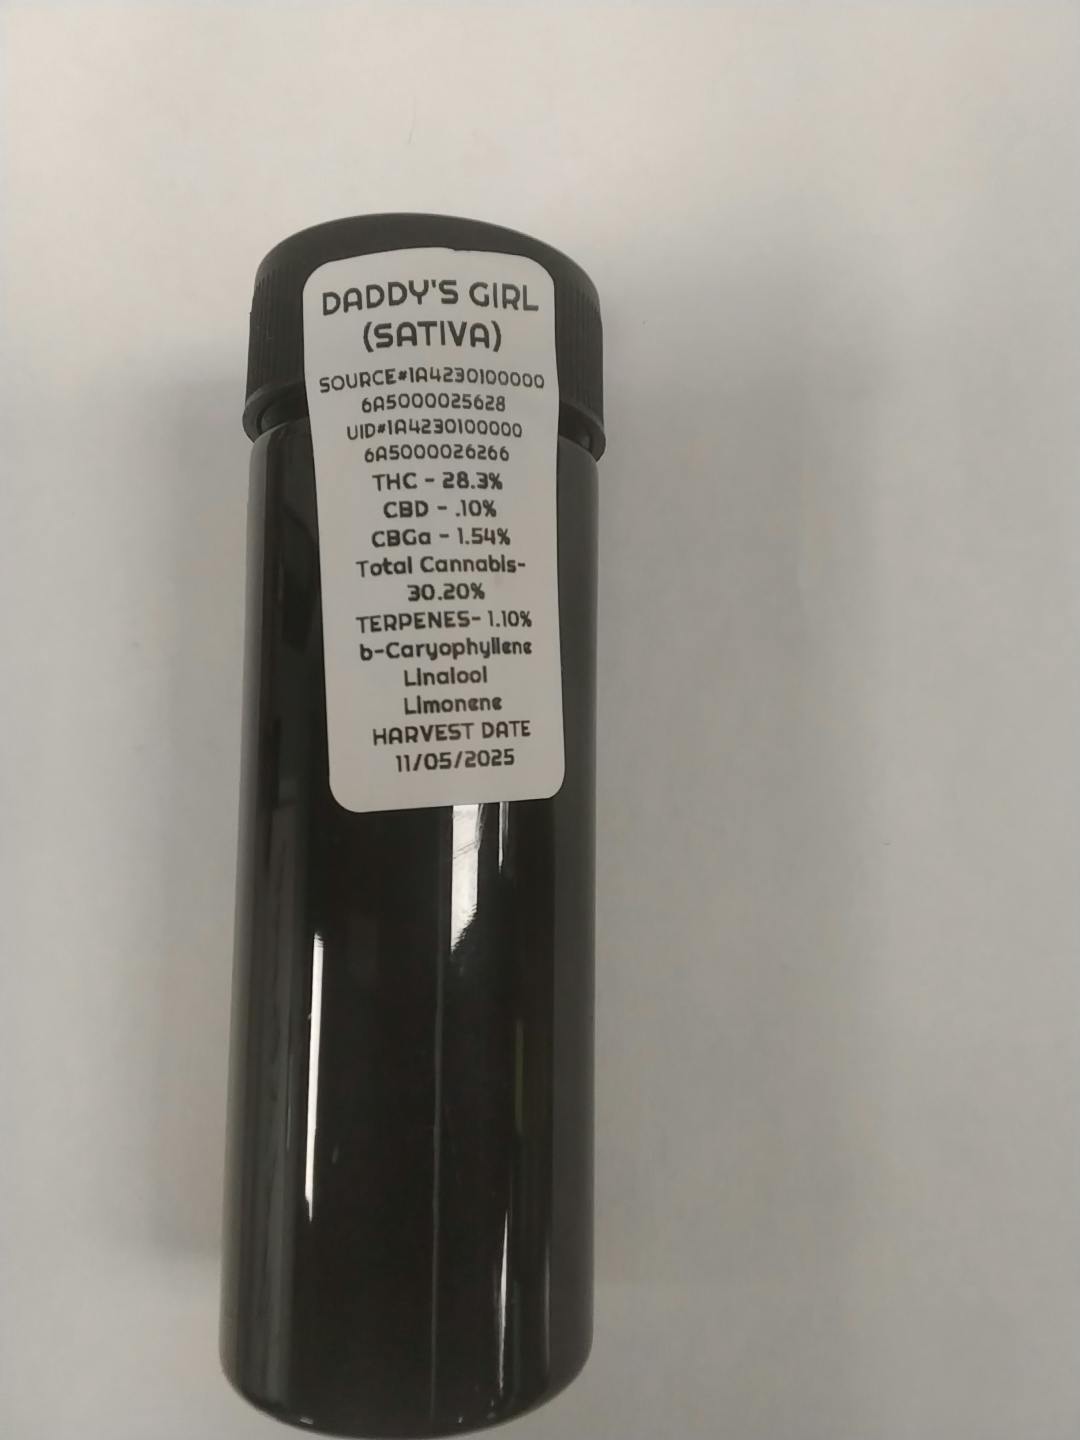 DADDY'S GIRL
(SATIVA)
SOURCE#1A4230100000
6A5000025628
UID#1A4230100000
6A5000026266
THC - 28.3%
CBD - .10%
CBGa - 1.54%
Total Cannabis-
30.20%
TERPENES- 1.10%
b-Caryophyllene
Linalool
Limonene
HARVEST DATE
11/05/2025